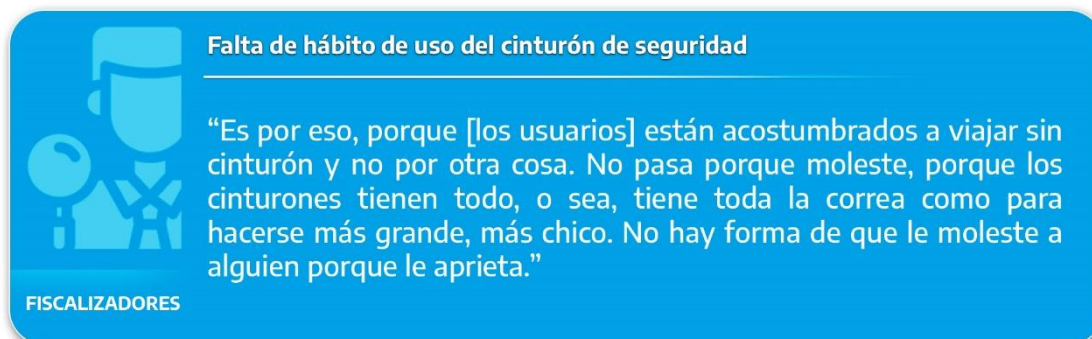 Falta de hábito de uso del cinturón de seguridad
“Es por eso, porque [los usuarios] están acostumbrados a viajar sin
cinturón y no por otra cosa. No pasa porque moleste, porque los
cinturones tienen todo, o sea, tiene toda la correa como para
hacerse más grande, más chico. No hay forma de que le moleste a
alguien porque le aprieta.”
FISCALIZADORES